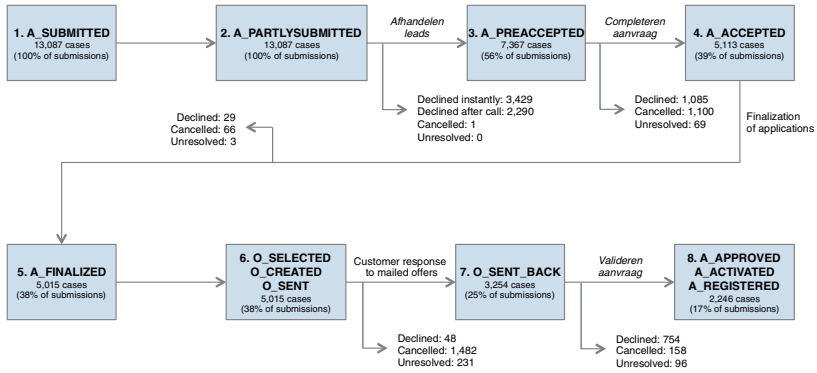 1. A_SUBMITTED
13,087 cases
(100% of submissions)
2. A_PARTLYSUBMITTED
13,087 cases
(100% of submissions)
Afhandelen
leads
3. A_PREACCEPTED
7,367 cases
(56% of submissions)
Completeren
aanvraag
4. A_ACCEPTED
5,113 cases
(39% of submissions)
Declined instantly: 3,429
Declined after call: 2,290
Cancelled: 1
Unresolved: 0
Declined: 1,085
Cancelled: 1,100
Unresolved: 69
Finalization
of applications
Declined: 29
Cancelled: 66
Unresolved: 3
5. A_FINALIZED
5,015 cases
(38% of submissions)
6. O_SELECTED
O_CREATED
O_SENT
5,015 cases
(38% of submissions)
Customer response
to mailed offers
7. O_SENT_BACK
3,254 cases
(25% of submissions)
Valideren
aanvraag
8. A_APPROVED
A_ACTIVATED
A_REGISTERED
2,246 cases
(17% of submissions)
Declined: 48
Cancelled: 1,482
Unresolved: 231
Declined: 754
Cancelled: 158
Unresolved: 96